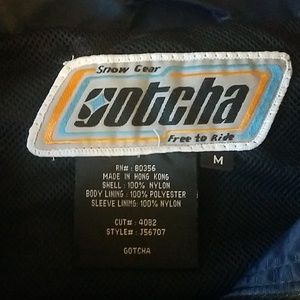 Snow Gear
gotcha
Free to Ride
M
RN# : 80356
MADE IN HONG KONG
SHELL : 100% NYLON
BODY LINING : 100% POLYESTER
SLEEVE LINING : 100% NYLON
CUT# : 4082
STYLE# : J56707
GOTCHA